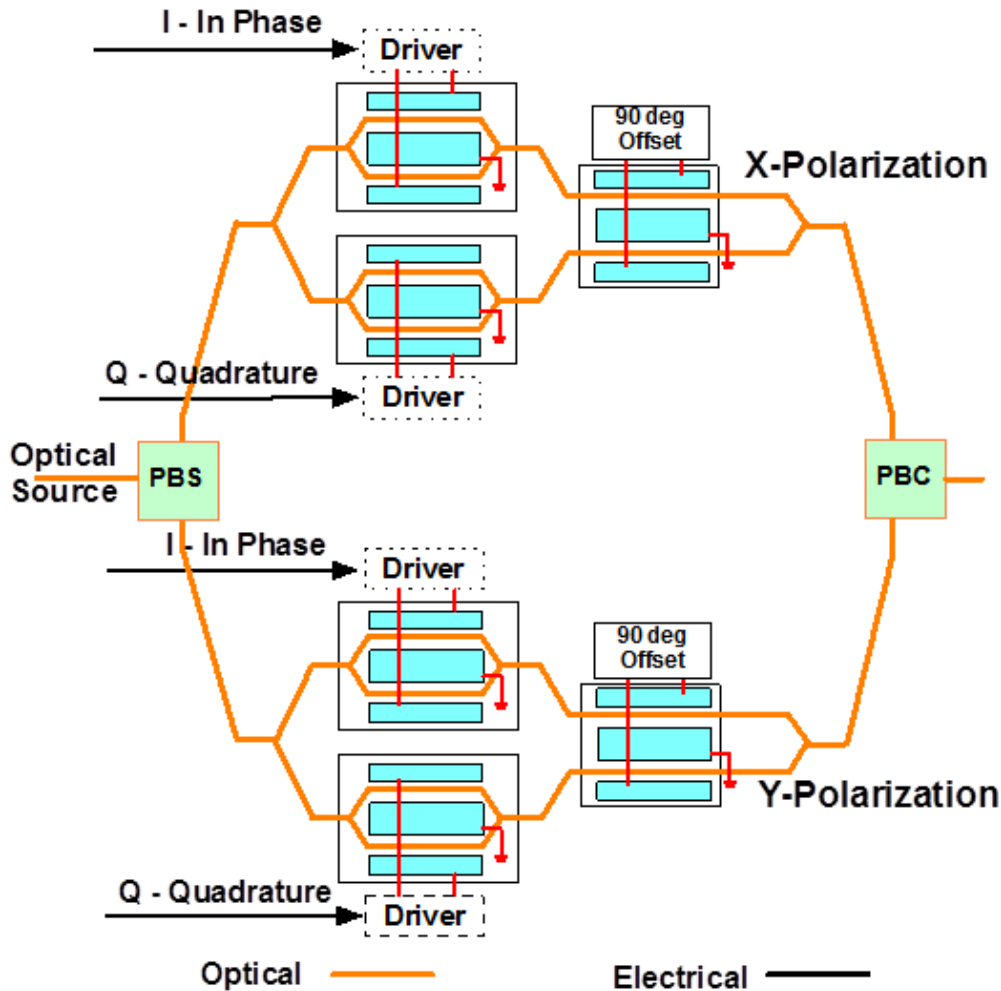 I - In Phase
Driver
90 deg
Offset
X-Polarization
Q - Quadrature
Driver
Optical
Source
PBS
PBC
I - In Phase
Driver
90 deg
Offset
Y-Polarization
Q - Quadrature
Driver
Optical
Electrical